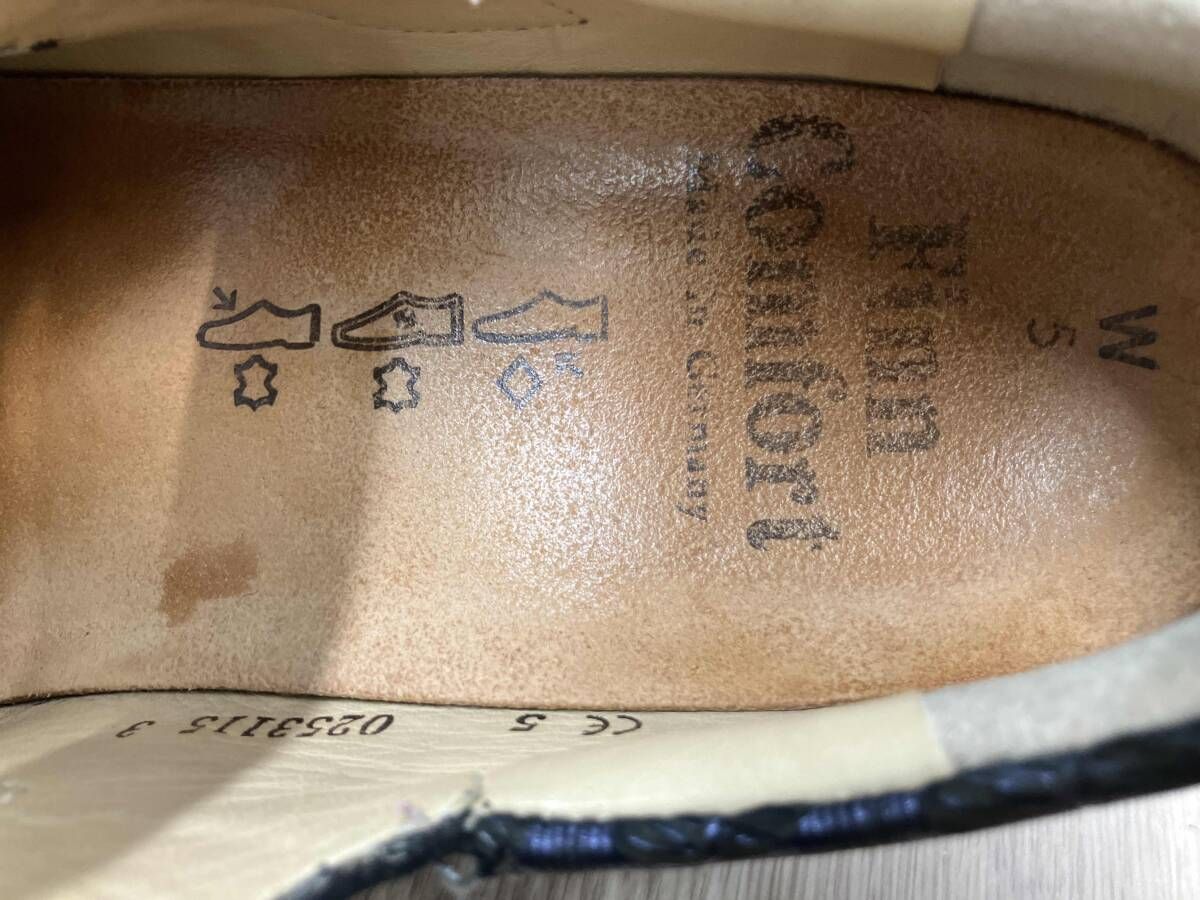 W
5
Finn
Comfort
Made in Germany
R
CE 5 0253115 3